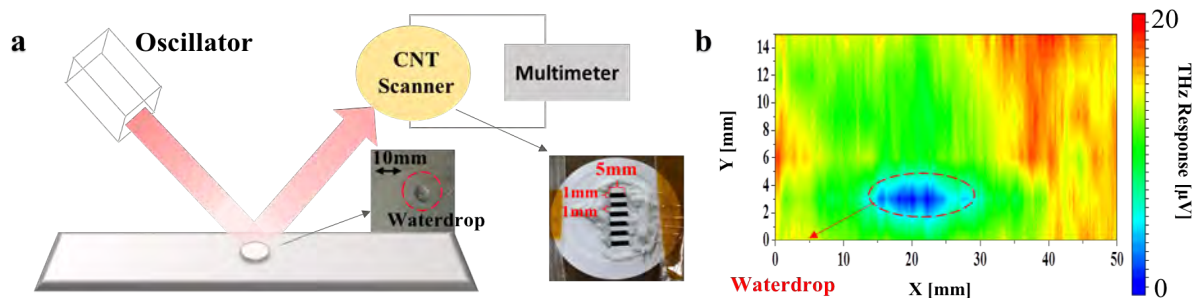 a
Oscillator
CNT
Scanner
Multimeter
10mm
Waterdrop
5mm
1mm
1mm
b
14
12
10
8
6
4
2
0
Y [mm]
0
10
20
30
40
50
X [mm]
Waterdrop
20
THz Response [μV]
0